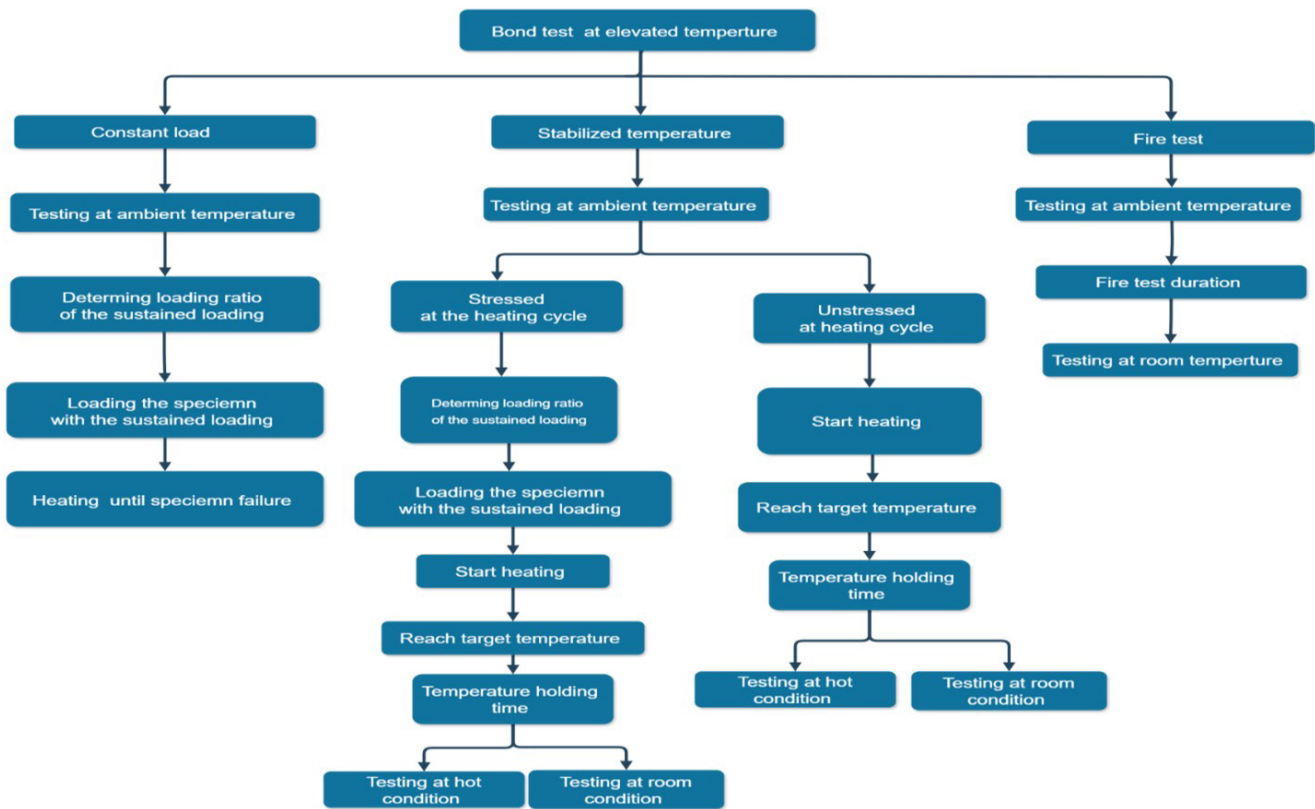 Bond test at elevated temperture
Constant load
Testing at ambient temperature
Determing loading ratio
of the sustained loading
Loading the speciemn
with the sustained loading
Heating until speciemn failure
Stabilized temperature
Testing at ambient temperature
Stressed
at the heating cycle
Determing loading ratio
of the sustained loading
Loading the speciemn
with the sustained loading
Start heating
Reach target temperature
Temperature holding
time
Testing at hot
condition
Testing at room
condition
Unstressed
at heating cycle
Start heating
Reach target temperature
Temperature holding
time
Testing at hot
condition
Testing at room
condition
Fire test
Testing at ambient temperature
Fire test duration
Testing at room temperture